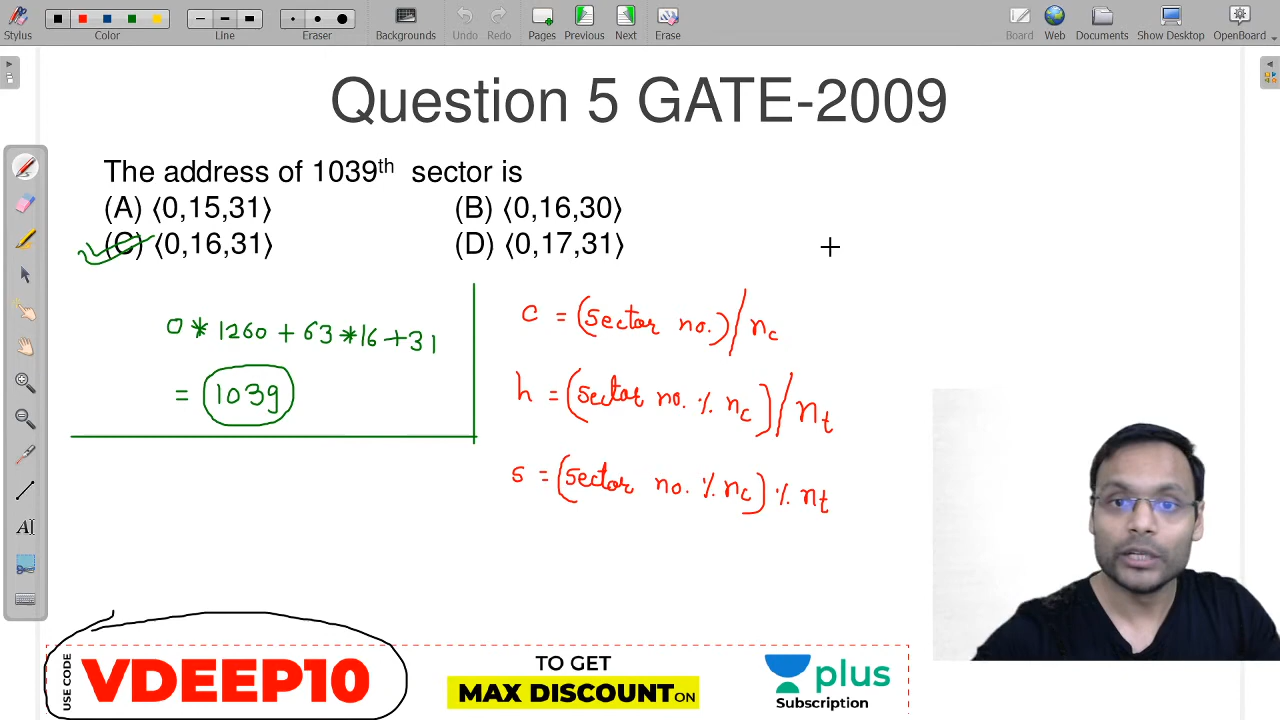 Stylus Color Line Eraser Backgrounds Undo Redo Pages Previous Next Erase Board Web Documents Show Desktop OpenBoard
Question 5 GATE-2009
The address of 1039th sector is
(A) ⟨0,15,31⟩ (B) ⟨0,16,30⟩
(C) ⟨0,16,31⟩ (D) ⟨0,17,31⟩
0 * 1260 + 63 * 16 + 31
= 1039
c = (Sector no.) / nc
h = (Sector no. % nc) / nt
s = (Sector no. % nc) % nt
USE CODE
VDEEP10
TO GET
MAX DISCOUNT ON
plus
Subscription